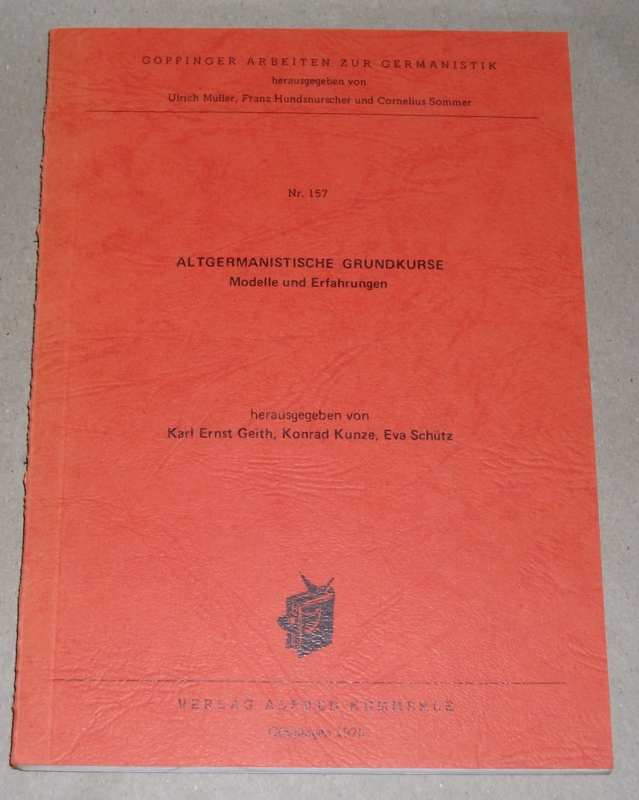 GÖPPINGER ARBEITEN ZUR GERMANISTIK
herausgegeben von
Ulrich Müller, Franz Hundsnurscher und Cornelius Sommer
Nr. 157
ALTGERMANISTISCHE GRUNDKURSE
Modelle und Erfahrungen
herausgegeben von
Karl Ernst Geith, Konrad Kunze, Eva Schütz
VERLAG ALFRED KÜMMERLE
Göppingen